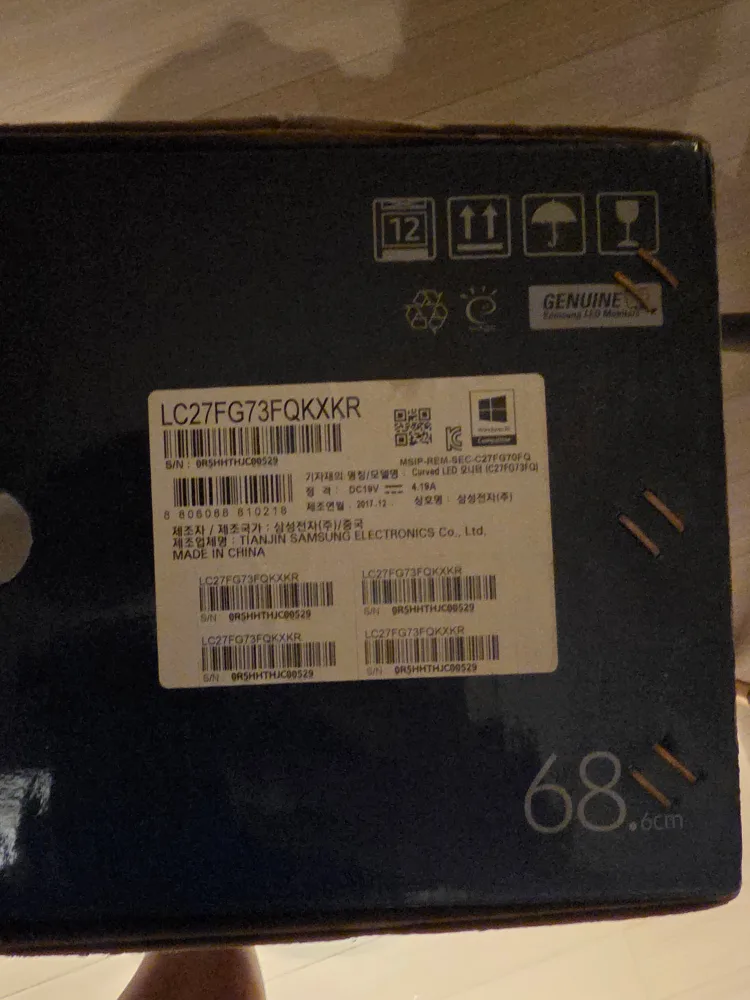 12
GENUINE
Samsung LED Monitors
LC27FG73FQKXKR
S/N : 0R5HHTHJC00529
Windows 10
Compatible
MSIP-REM-SEC-C27FG70FQ
기자재의 명칭/모델명 : Curved LED 모니터 (C27FG73FQ)
정 격 : DC19V 4.19A
제조연월 : 2017.12. 상호명 : 삼성전자(주)
8 806088 810218
제조자 / 제조국가 : 삼성전자(주)/중국
제조업체명 : TIANJIN SAMSUNG ELECTRONICS Co., Ltd.
MADE IN CHINA
LC27FG73FQKXKR
S/N 0R5HHTHJC00529
LC27FG73FQKXKR
S/N 0R5HHTHJC00529
LC27FG73FQKXKR
S/N 0R5HHTHJC00529
LC27FG73FQKXKR
S/N 0R5HHTHJC00529
68.6cm